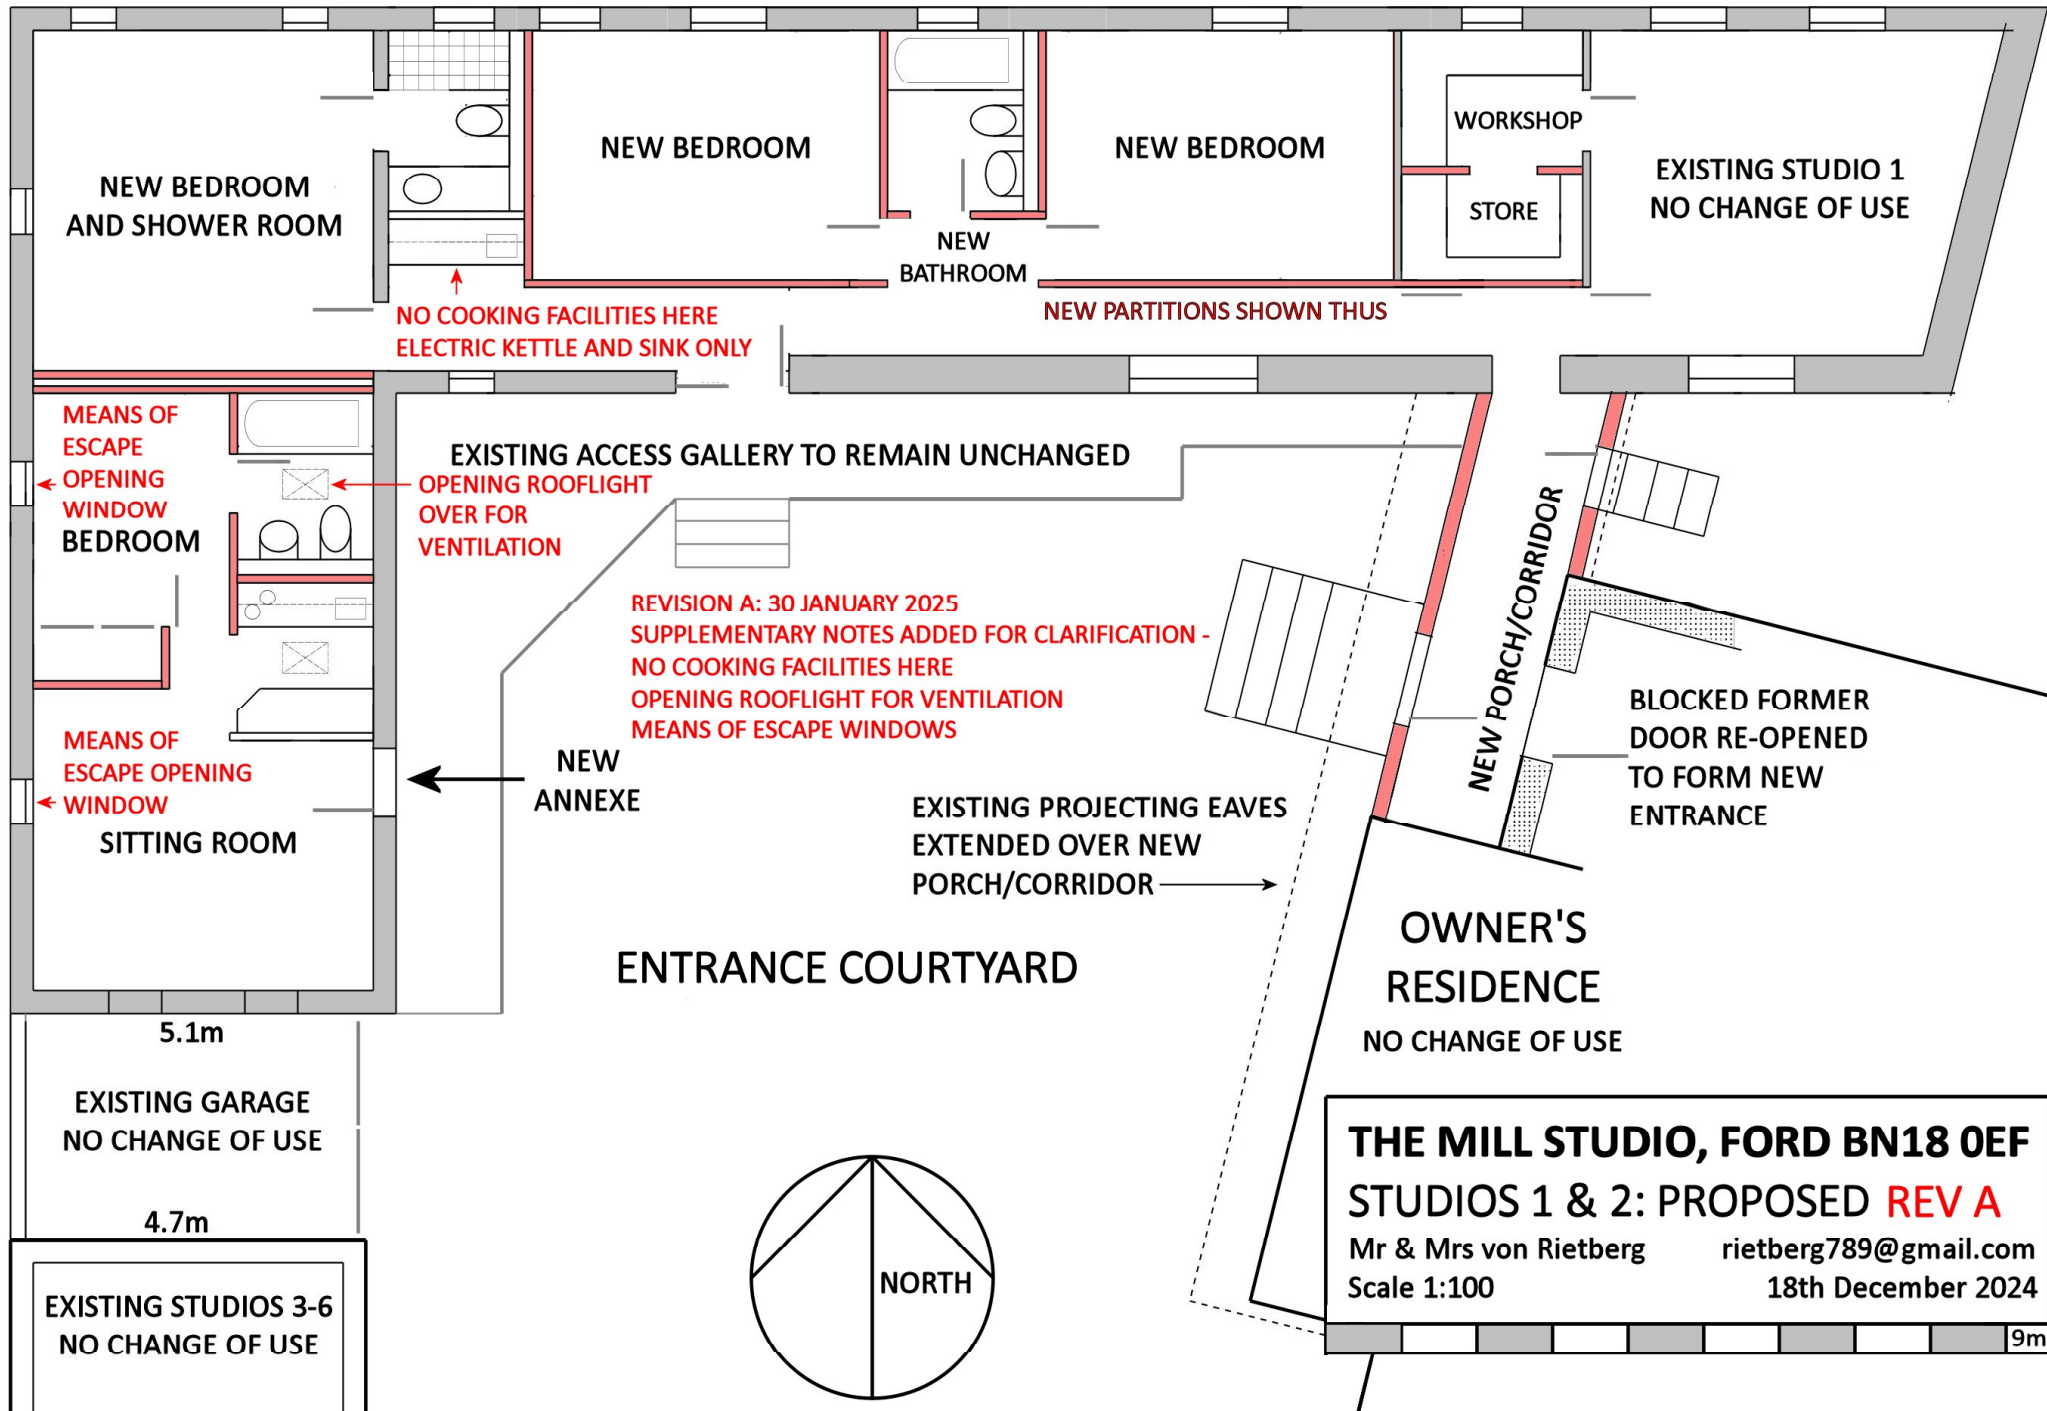 NEW BEDROOM
AND SHOWER ROOM
NEW BEDROOM
NEW
BATHROOM
NEW BEDROOM
WORKSHOP
STORE
EXISTING STUDIO 1
NO CHANGE OF USE
NO COOKING FACILITIES HERE
ELECTRIC KETTLE AND SINK ONLY
NEW PARTITIONS SHOWN THUS
MEANS OF
ESCAPE
OPENING
WINDOW
BEDROOM
EXISTING ACCESS GALLERY TO REMAIN UNCHANGED
OPENING ROOFLIGHT
OVER FOR
VENTILATION
REVISION A: 30 JANUARY 2025
SUPPLEMENTARY NOTES ADDED FOR CLARIFICATION -
NO COOKING FACILITIES HERE
OPENING ROOFLIGHT FOR VENTILATION
MEANS OF ESCAPE WINDOWS
NEW PORCH/CORRIDOR
BLOCKED FORMER
DOOR RE-OPENED
TO FORM NEW
ENTRANCE
MEANS OF
ESCAPE OPENING
WINDOW
SITTING ROOM
NEW
ANNEXE
EXISTING PROJECTING EAVES
EXTENDED OVER NEW
PORCH/CORRIDOR
ENTRANCE COURTYARD
OWNER'S
RESIDENCE
NO CHANGE OF USE
5.1m
EXISTING GARAGE
NO CHANGE OF USE
4.7m
EXISTING STUDIOS 3-6
NO CHANGE OF USE
NORTH
THE MILL STUDIO, FORD BN18 0EF
STUDIOS 1 & 2: PROPOSED REV A
Mr & Mrs von Rietberg rietberg789@gmail.com
Scale 1:100 18th December 2024
9m